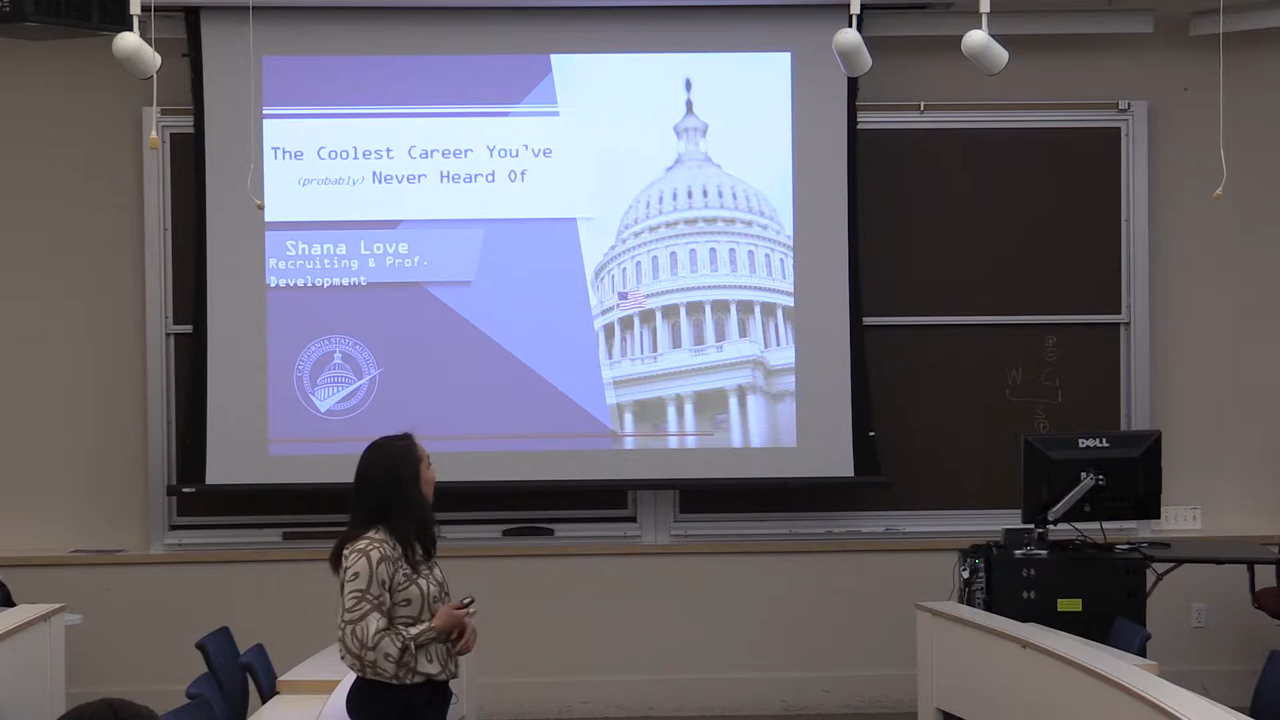 The Coolest Career You've
(probably) Never Heard Of
Shana Love
Recruiting & Prof.
Development
CALIFORNIA STATE AUDITOR
W-C
DELL